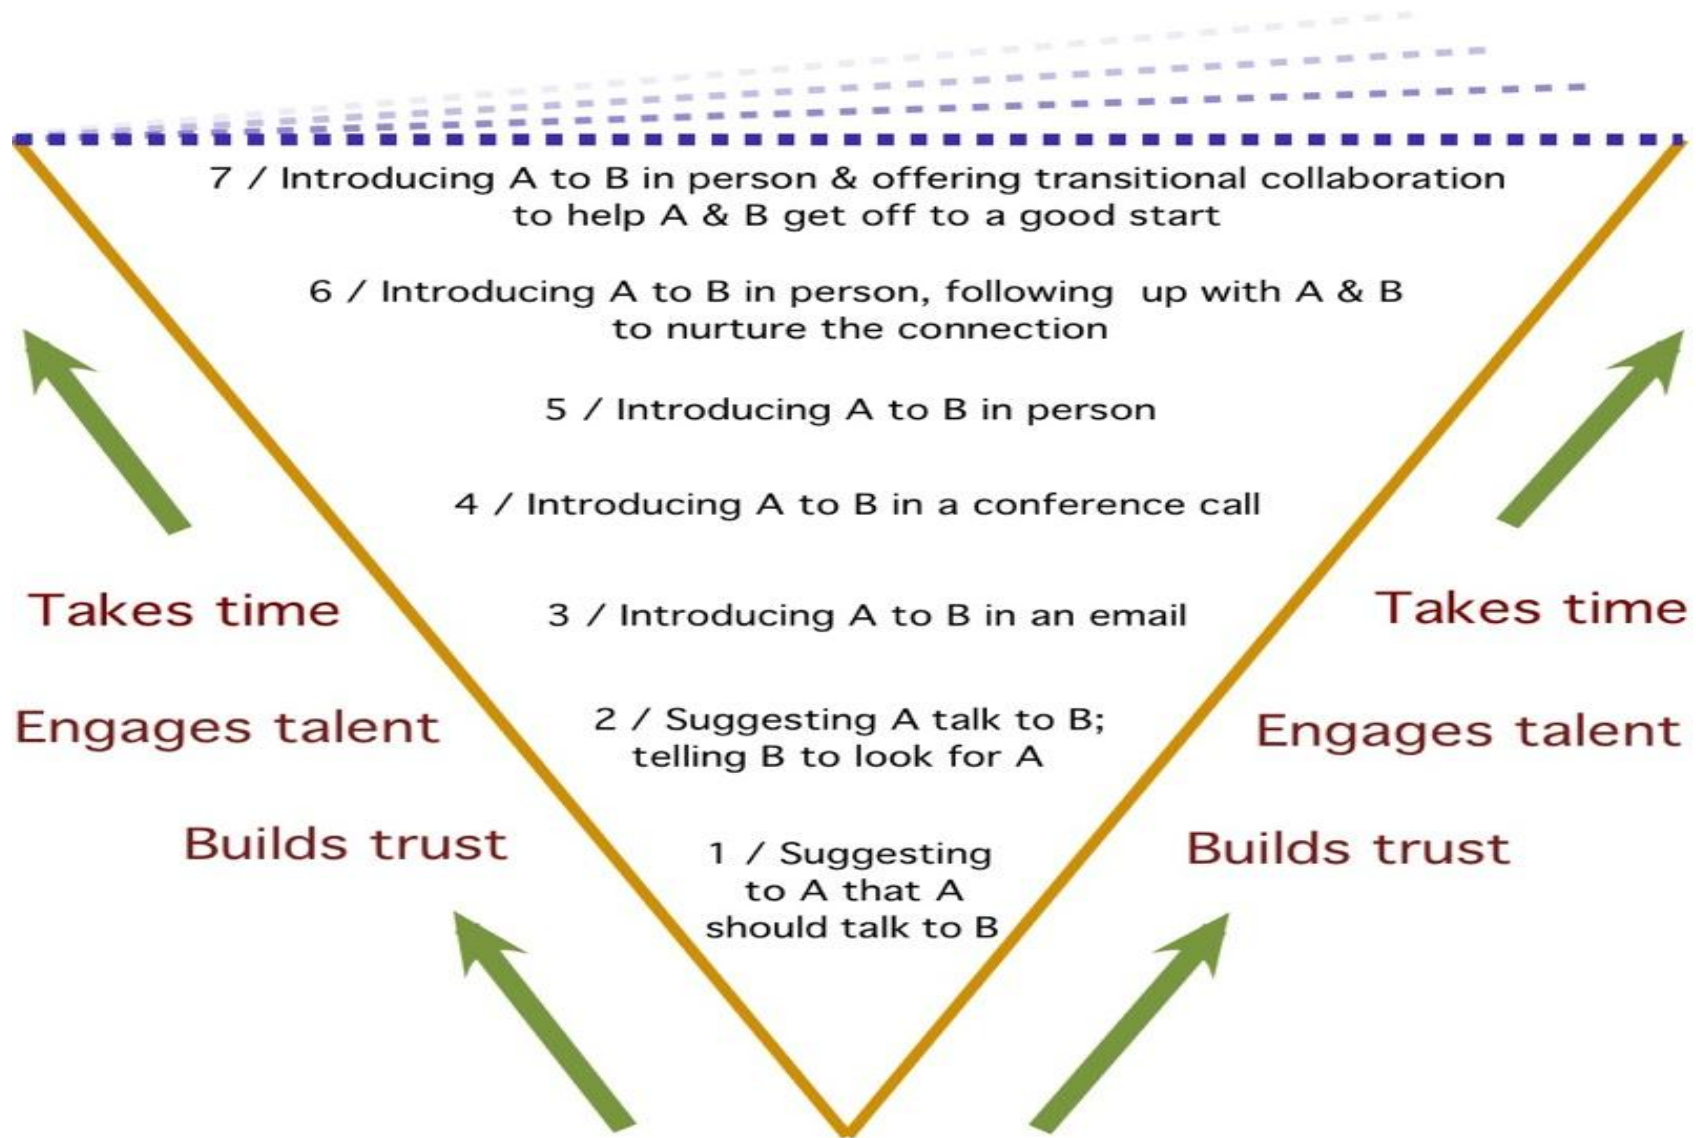 7 / Introducing A to B in person & offering transitional collaboration
to help A & B get off to a good start
6 / Introducing A to B in person, following up with A & B
to nurture the connection
5 / Introducing A to B in person
4 / Introducing A to B in a conference call
Takes time
3 / Introducing A to B in an email
Takes time
Engages talent
2 / Suggesting A talk to B;
telling B to look for A
Engages talent
Builds trust
1 / Suggesting
to A that A
should talk to B
Builds trust